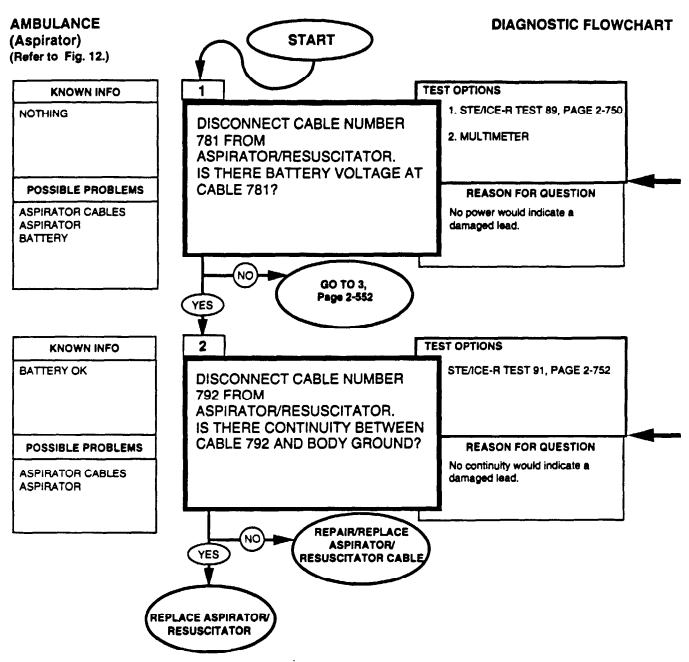 AMBULANCE
(Aspirator)
(Refer to Fig. 12.)
DIAGNOSTIC FLOWCHART
START
KNOWN INFO
NOTHING
POSSIBLE PROBLEMS
ASPIRATOR CABLES
ASPIRATOR
BATTERY
1
DISCONNECT CABLE NUMBER
781 FROM
ASPIRATOR/RESUSCITATOR.
IS THERE BATTERY VOLTAGE AT
CABLE 781?
TEST OPTIONS
1. STE/ICE-R TEST 89, PAGE 2-750
2. MULTIMETER
REASON FOR QUESTION
No power would indicate a
damaged lead.
NO
GO TO 3,
Page 2-552
YES
KNOWN INFO
BATTERY OK
POSSIBLE PROBLEMS
ASPIRATOR CABLES
ASPIRATOR
2
DISCONNECT CABLE NUMBER
792 FROM
ASPIRATOR/RESUSCITATOR.
IS THERE CONTINUITY BETWEEN
CABLE 792 AND BODY GROUND?
TEST OPTIONS
STE/ICE-R TEST 91, PAGE 2-752
REASON FOR QUESTION
No continuity would indicate a
damaged lead.
NO
REPAIR/REPLACE
ASPIRATOR/
RESUSCITATOR CABLE
YES
REPLACE ASPIRATOR/
RESUSCITATOR